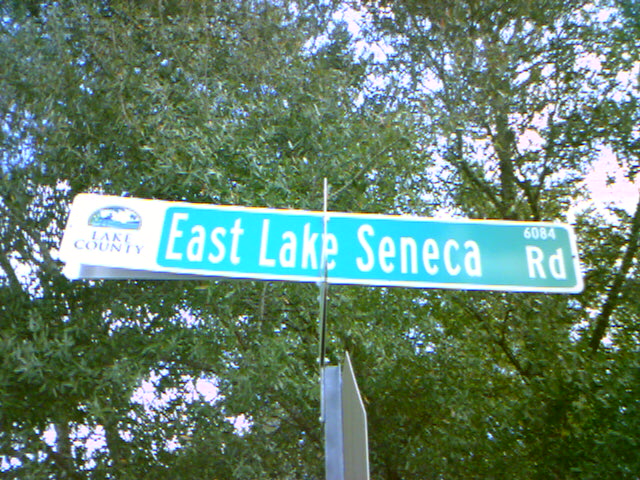 LAKE
COUNTY
East Lake Seneca Rd
6084